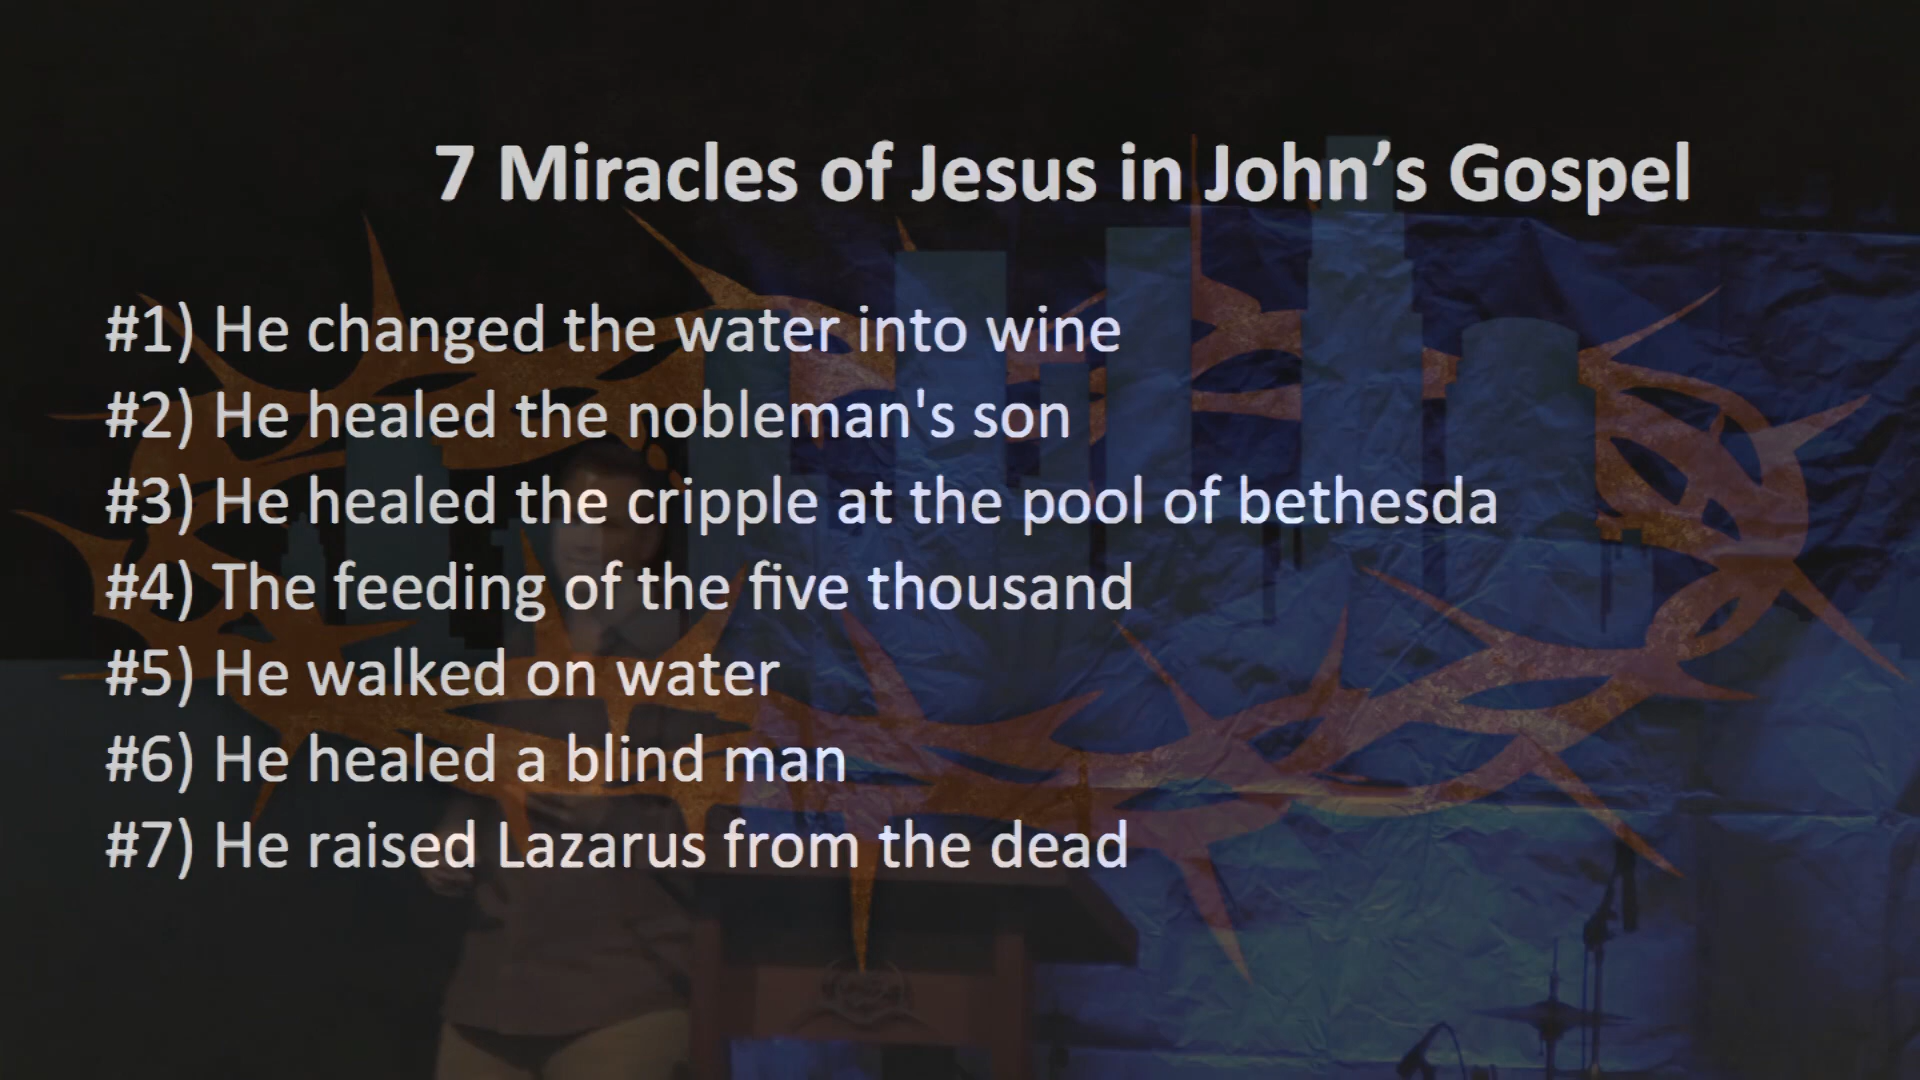 7 Miracles of Jesus in John’s Gospel
#1) He changed the water into wine
#2) He healed the nobleman's son
#3) He healed the cripple at the pool of bethesda
#4) The feeding of the five thousand
#5) He walked on water
#6) He healed a blind man
#7) He raised Lazarus from the dead